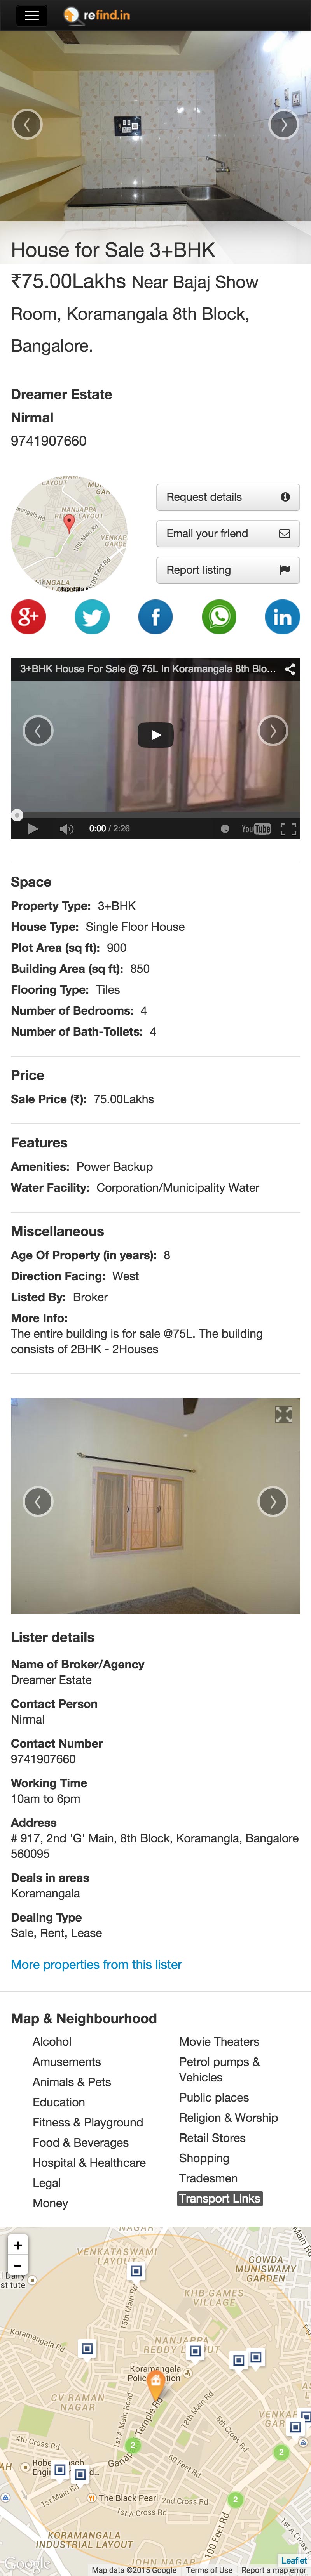 refind.in
House for Sale 3+BHK
₹75.00Lakhs Near Bajaj Show
Room, Koramangala 8th Block,
Bangalore.
Dreamer Estate
Nirmal
9741907660
Request details
Email your friend
Report listing
3+BHK House For Sale @ 75L In Koramangala 8th Blo...
0:00 / 2:26
YouTube
Space
Property Type: 3+BHK
House Type: Single Floor House
Plot Area (sq ft): 900
Building Area (sq ft): 850
Flooring Type: Tiles
Number of Bedrooms: 4
Number of Bath-Toilets: 4
Price
Sale Price (₹): 75.00Lakhs
Features
Amenities: Power Backup
Water Facility: Corporation/Municipality Water
Miscellaneous
Age Of Property (in years): 8
Direction Facing: West
Listed By: Broker
More Info:
The entire building is for sale @75L. The building
consists of 2BHK - 2Houses
Lister details
Name of Broker/Agency
Dreamer Estate
Contact Person
Nirmal
Contact Number
9741907660
Working Time
10am to 6pm
Address
# 917, 2nd 'G' Main, 8th Block, Koramangla, Bangalore
560095
Deals in areas
Koramangala
Dealing Type
Sale, Rent, Lease
More properties from this lister
Map & Neighbourhood
Alcohol
Amusements
Animals & Pets
Education
Fitness & Playground
Food & Beverages
Hospital & Healthcare
Legal
Money
Movie Theaters
Petrol pumps &
Vehicles
Public places
Religion & Worship
Retail Stores
Shopping
Tradesmen
Transport Links
+
-
VENKATASWAMI
LAYOUT
GOWDA
MUNISWAMY
GARDEN
KHB GAMES
VILLAGE
15th Main Rd
Koramangala Rd
NANJAPPA
REDDY LAYOUT
Koramangala
Police Station
CV RAMAN
NAGAR
18th Main Rd
6th Cross Rd
1st A Main Road
Temple Rd
2
2
2
4th Cross Rd
60 Feet Rd
1st Main Rd
The Black Pearl
2nd Cross Rd
1st A Cross Rd
KORAMANGALA
INDUSTRIAL LAYOUT
100 Feet Rd
Google
Leaflet
Map data ©2015 Google Terms of Use Report a map error